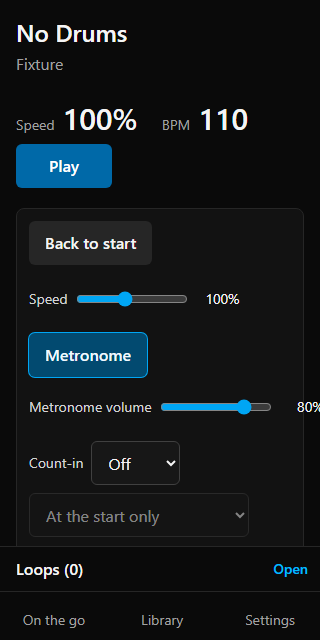 No Drums
Fixture
Speed 100% BPM 110
Play
Back to start
Speed 100%
Metronome
Metronome volume 80%
Count-in Off
At the start only
Loops (0) Open
On the go Library Settings